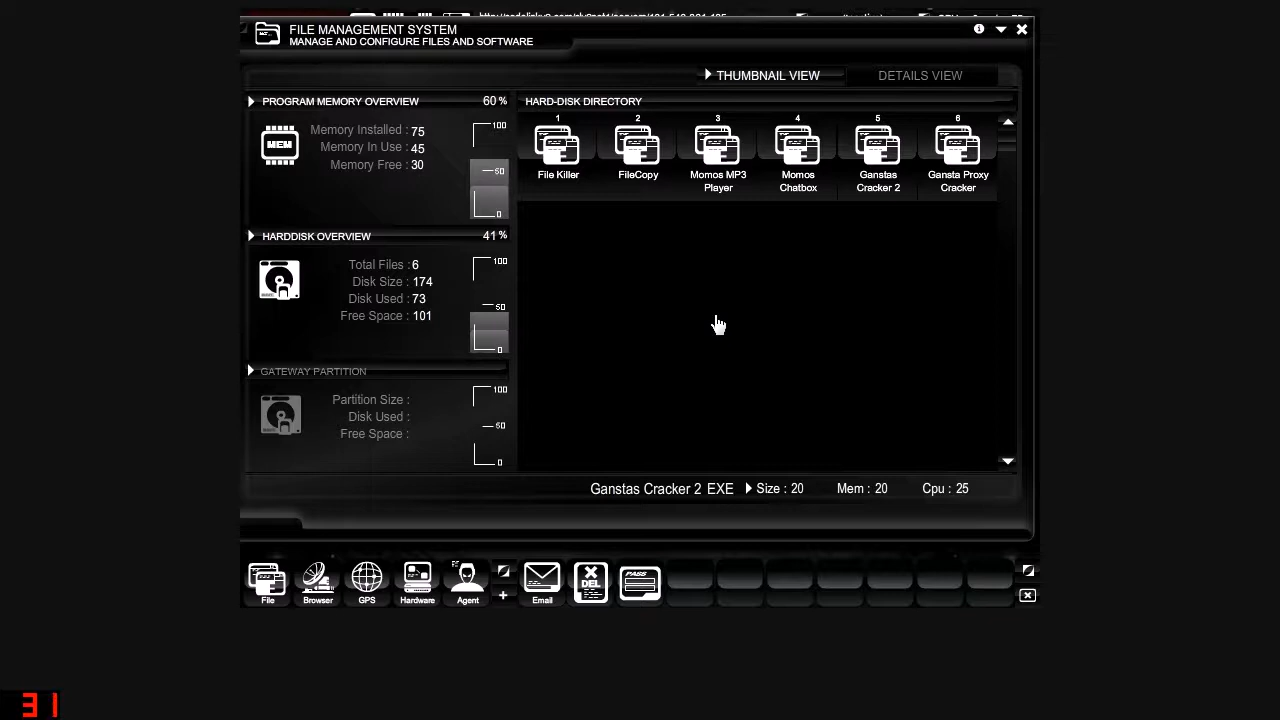 FILE MANAGEMENT SYSTEM
MANAGE AND CONFIGURE FILES AND SOFTWARE
THUMBNAIL VIEW
DETAILS VIEW
PROGRAM MEMORY OVERVIEW 60 %
MEM
Memory Installed : 75
Memory In Use : 45
Memory Free : 30
100
50
0
HARDDISK OVERVIEW 41 %
Total Files : 6
Disk Size : 174
Disk Used : 73
Free Space : 101
100
50
0
GATEWAY PARTITION
Partition Size :
Disk Used :
Free Space :
100
50
0
HARD-DISK DIRECTORY
1 2 3 4 5 6
File Killer
FileCopy
Momos MP3
Player
Momos
Chatbox
Ganstas
Cracker 2
Gansta Proxy
Cracker
Ganstas Cracker 2 EXE Size : 20 Mem : 20 Cpu : 25
File Browser GPS Hardware Agent Email
DEL
PASS
31